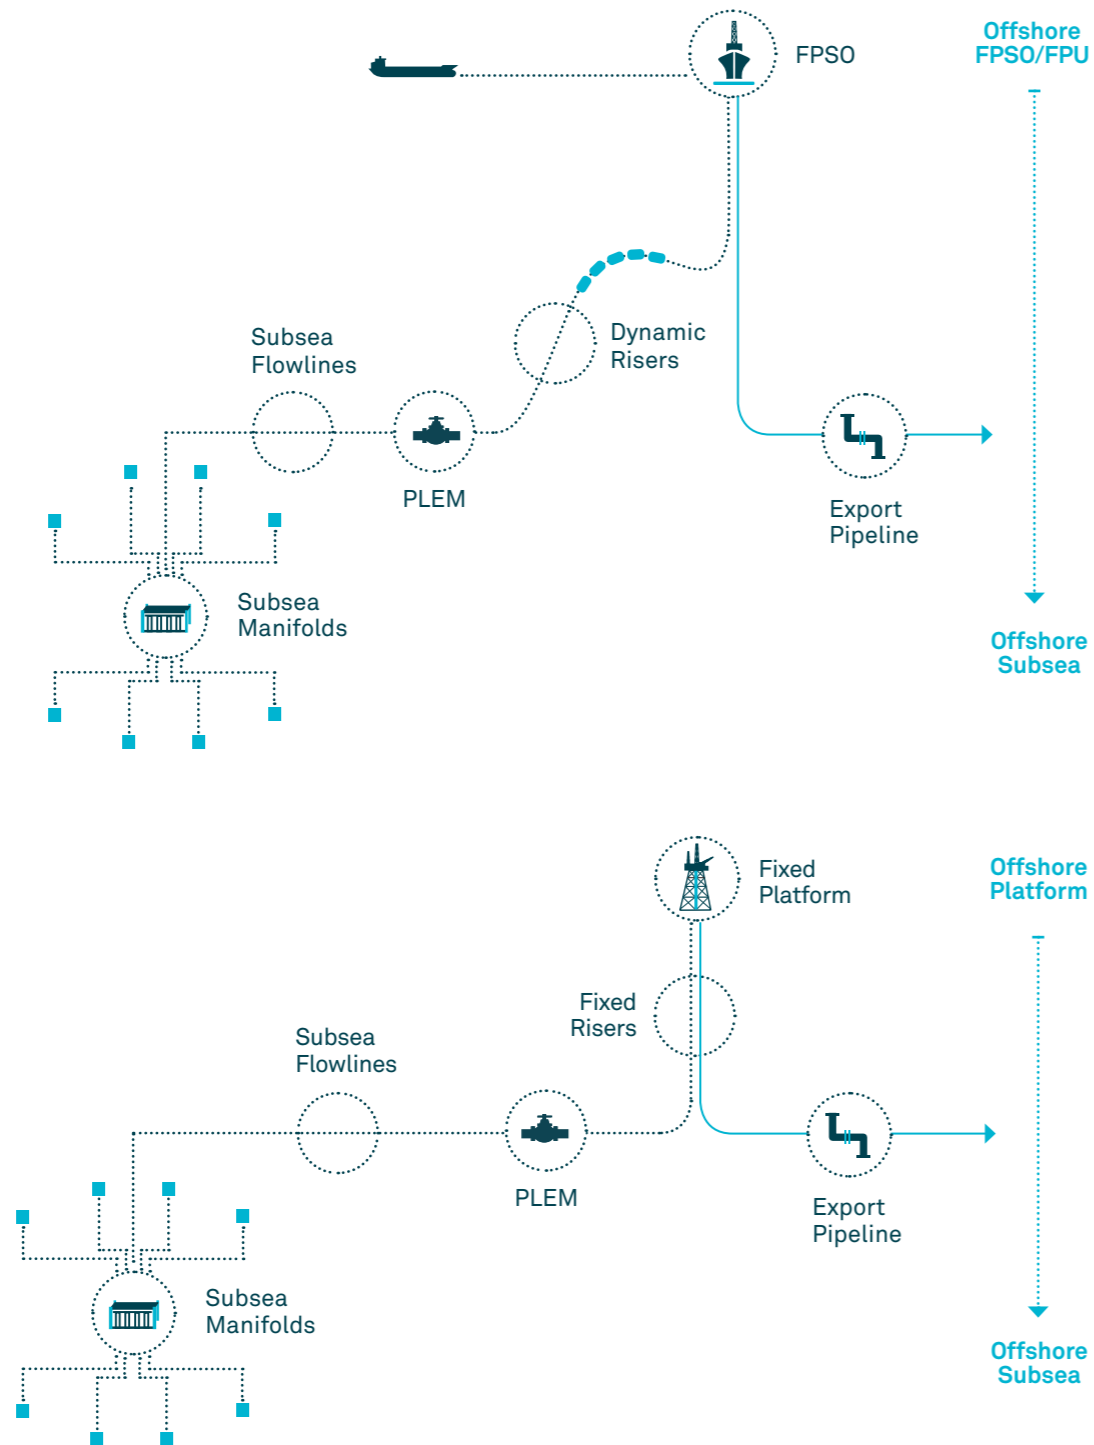 Offshore
FPSO/FPU
FPSO
Dynamic
Risers
Subsea
Flowlines
PLEM
Export
Pipeline
Subsea
Manifolds
Offshore
Subsea
Fixed
Platform
Offshore
Platform
Fixed
Risers
Subsea
Flowlines
PLEM
Export
Pipeline
Subsea
Manifolds
Offshore
Subsea